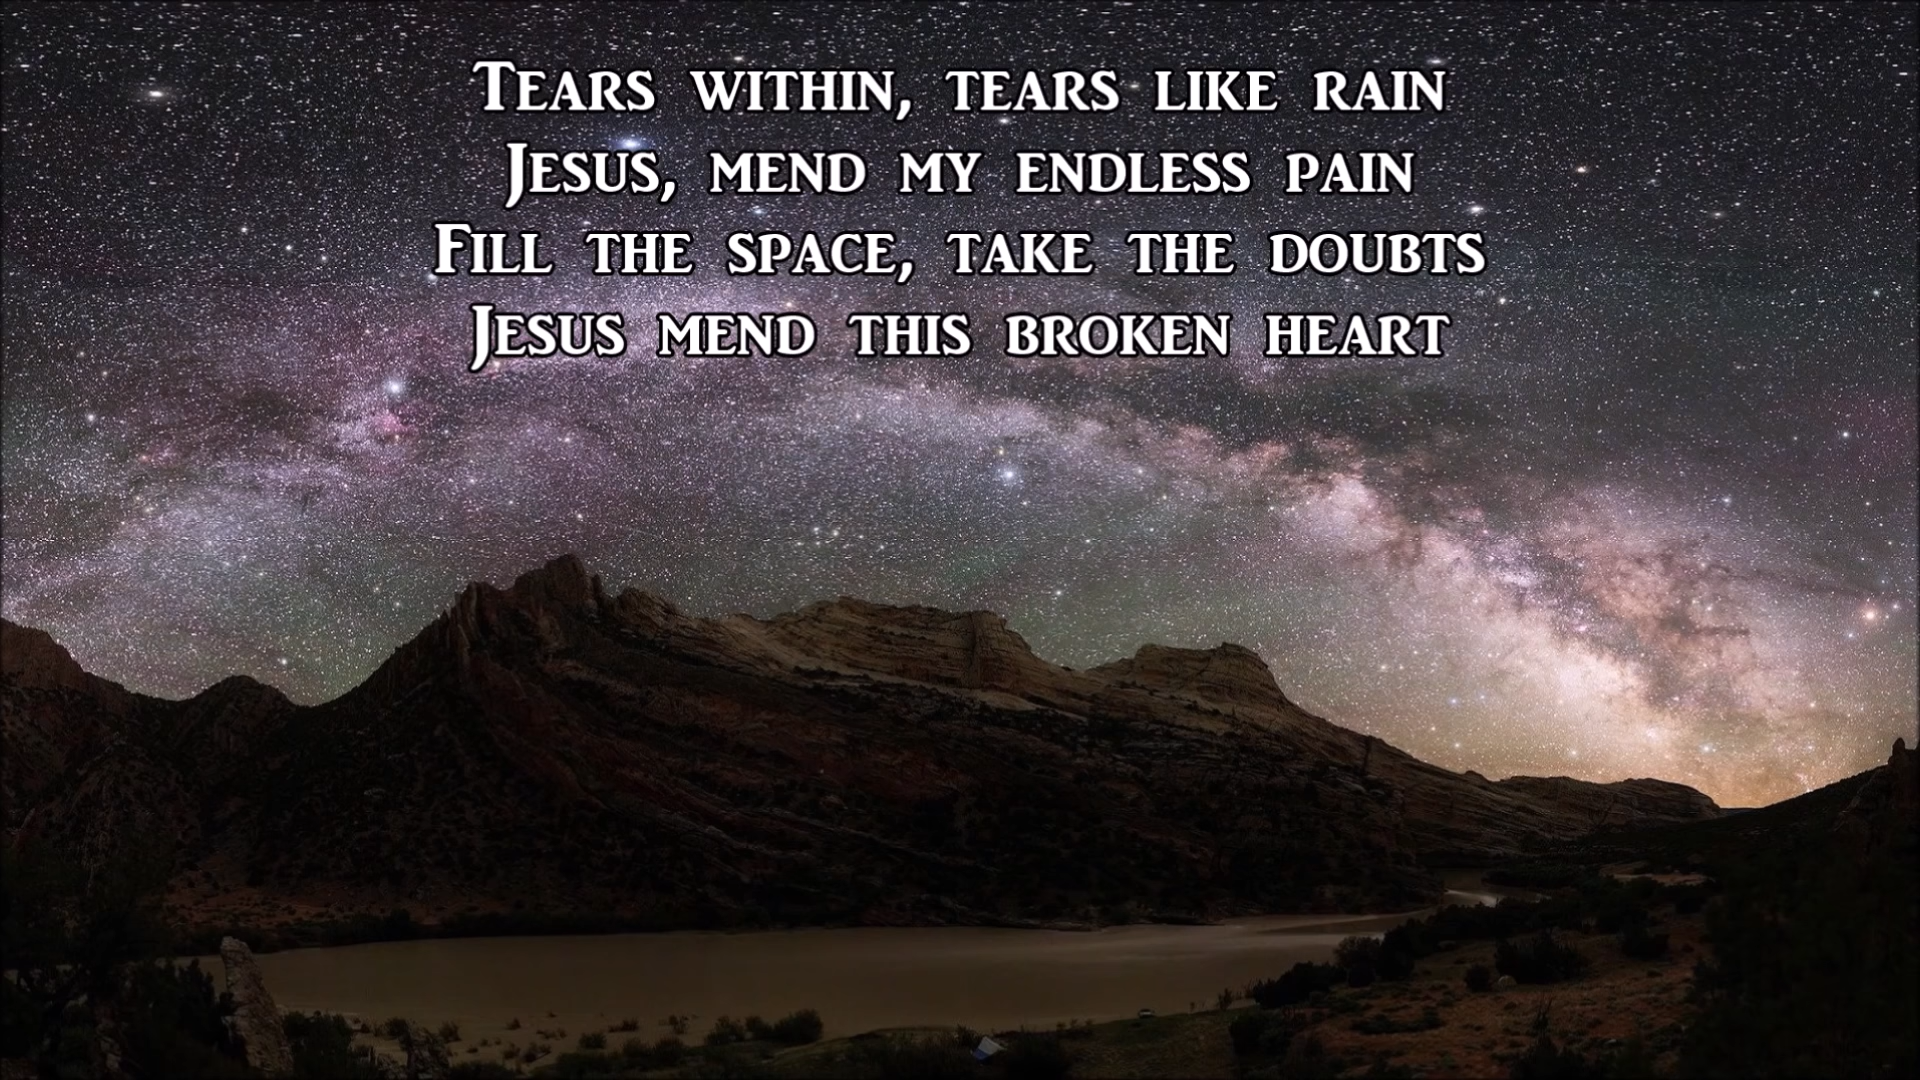 Tears within, tears like rain
Jesus, mend my endless pain
Fill the space, take the doubts
Jesus mend this broken heart